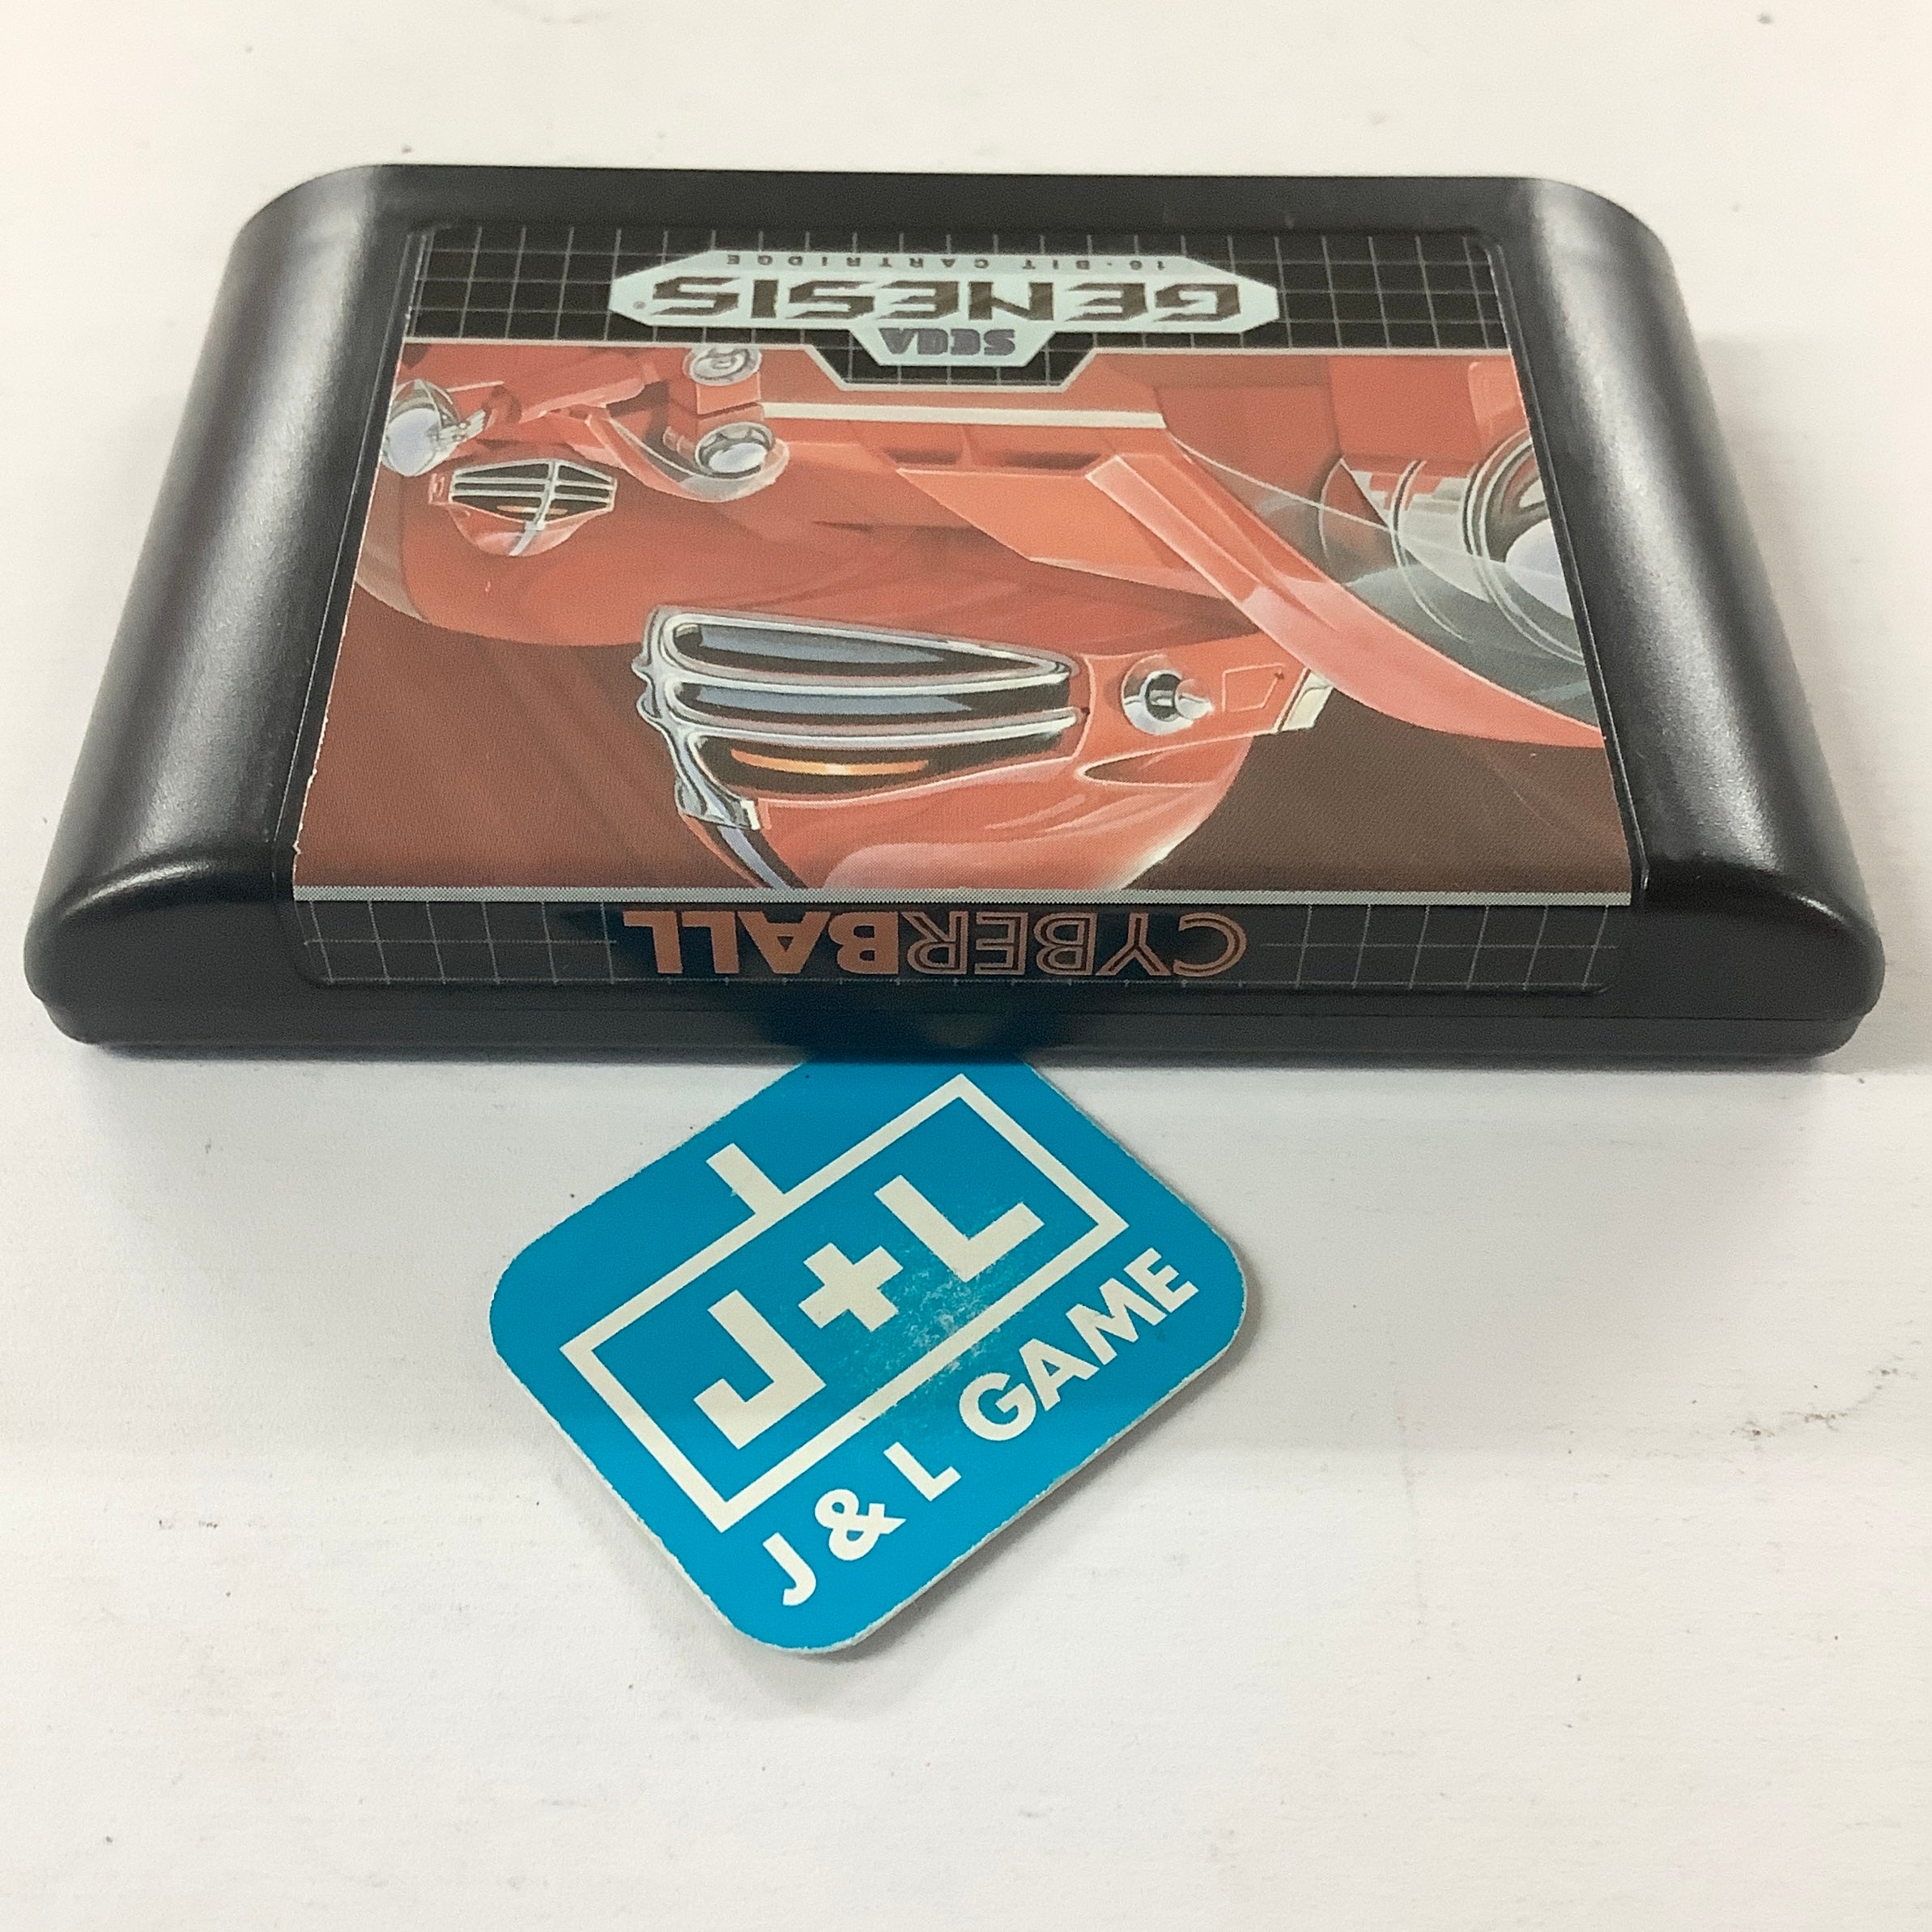 CYBERBALL
SEGA
GENESIS®
16-BIT CARTRIDGE
J+L
J & L GAME